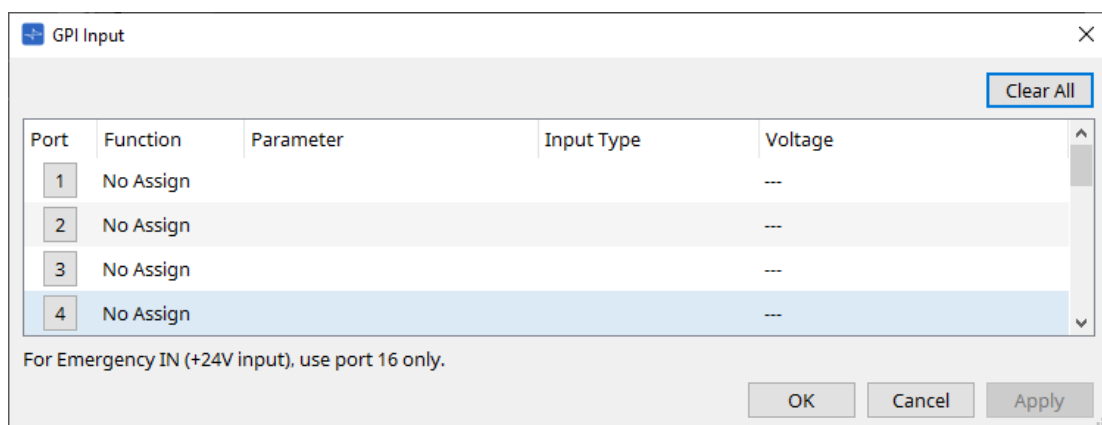 GPI Input
Clear All
Port Function Parameter Input Type Voltage
1 No Assign ---
2 No Assign ---
3 No Assign ---
4 No Assign ---
For Emergency IN (+24V input), use port 16 only.
OK Cancel Apply